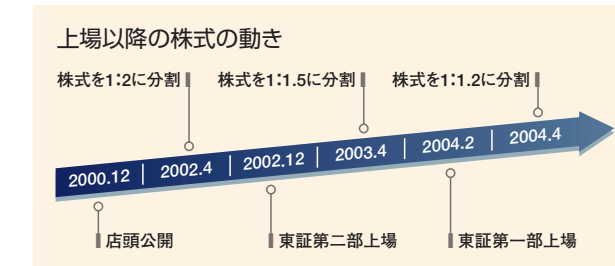 上場以降の株式の動き
株式を1:2に分割 株式を1:1.5に分割 株式を1:1.2に分割
2000.12 2002.4 2002.12 2003.4 2004.2 2004.4
店頭公開 東証第二部上場 東証第一部上場